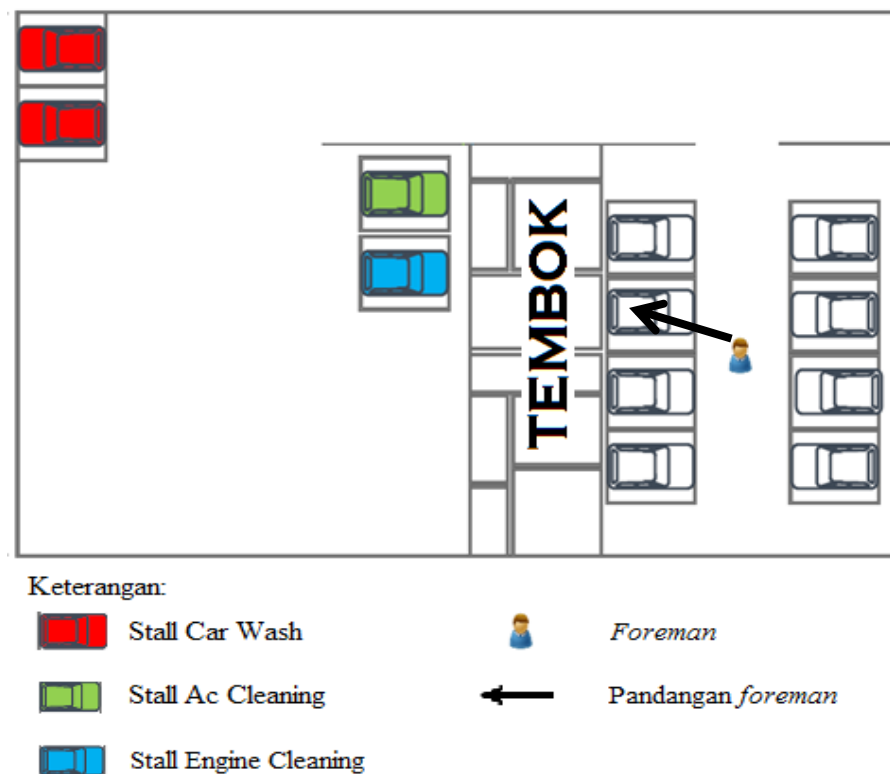 TEMBOK
Keterangan:
Stall Car Wash
Foreman
Stall Ac Cleaning
Pandangan foreman
Stall Engine Cleaning